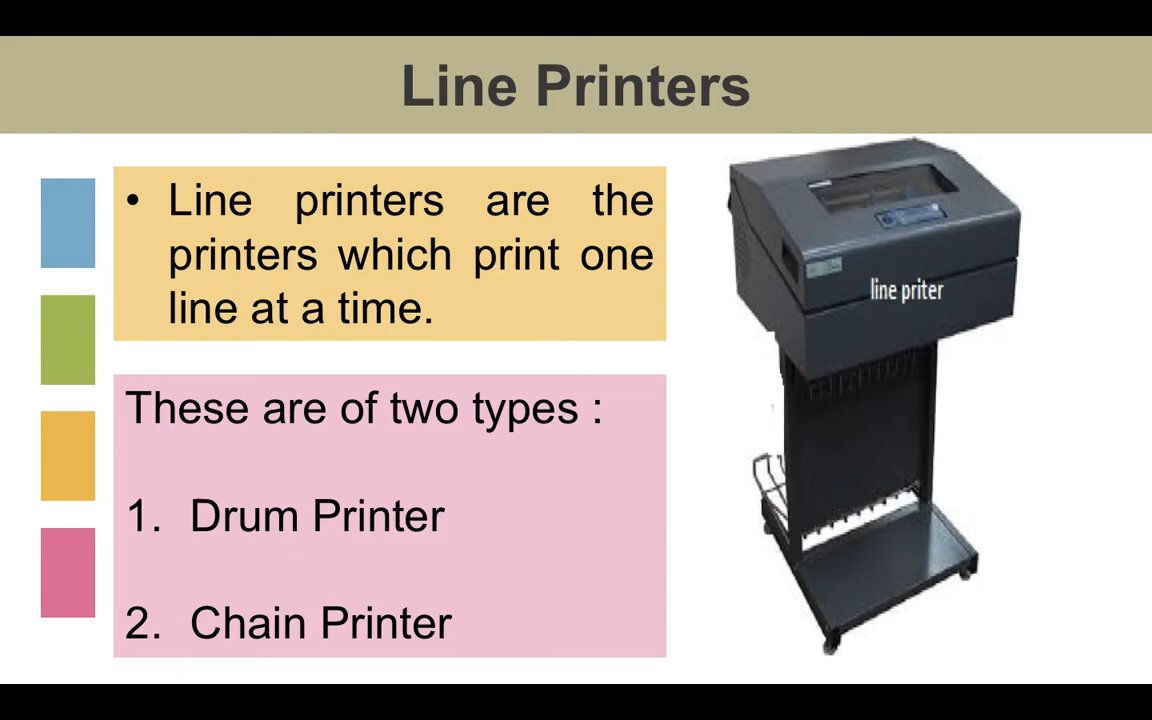 Line Printers
• Line printers are the
printers which print one
line at a time.
These are of two types :
1. Drum Printer
2. Chain Printer
line priter